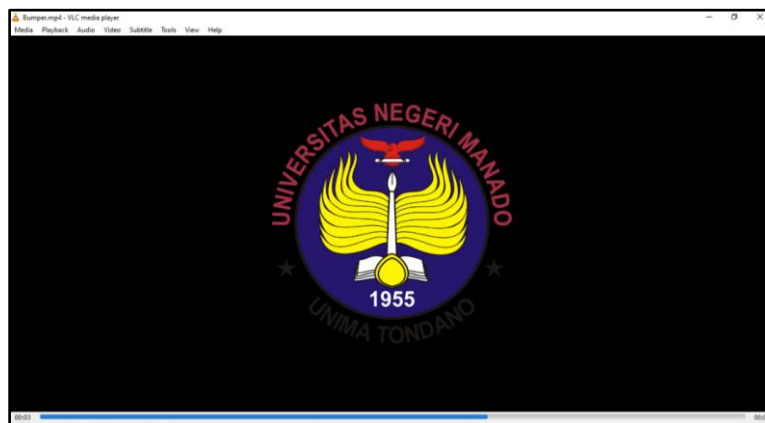 Bumper.mp4 - VLC media player
Media Playback Audio Video Subtitle Tools View Help
UNIVERSITAS NEGERI MANADO
1955
UNIMA TONDANO
00:03